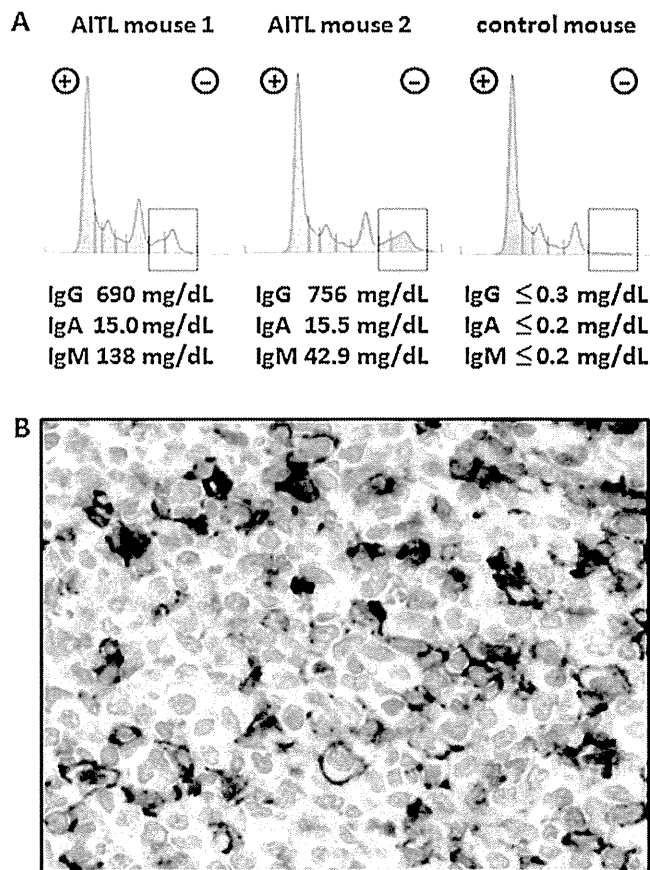 A
AITL mouse 1
AITL mouse 2
control mouse
+
−
+
−
+
−
IgG 690 mg/dL
IgA 15.0 mg/dL
IgM 138 mg/dL
IgG 756 mg/dL
IgA 15.5 mg/dL
IgM 42.9 mg/dL
IgG ≦0.3 mg/dL
IgA ≦0.2 mg/dL
IgM ≦0.2 mg/dL
B